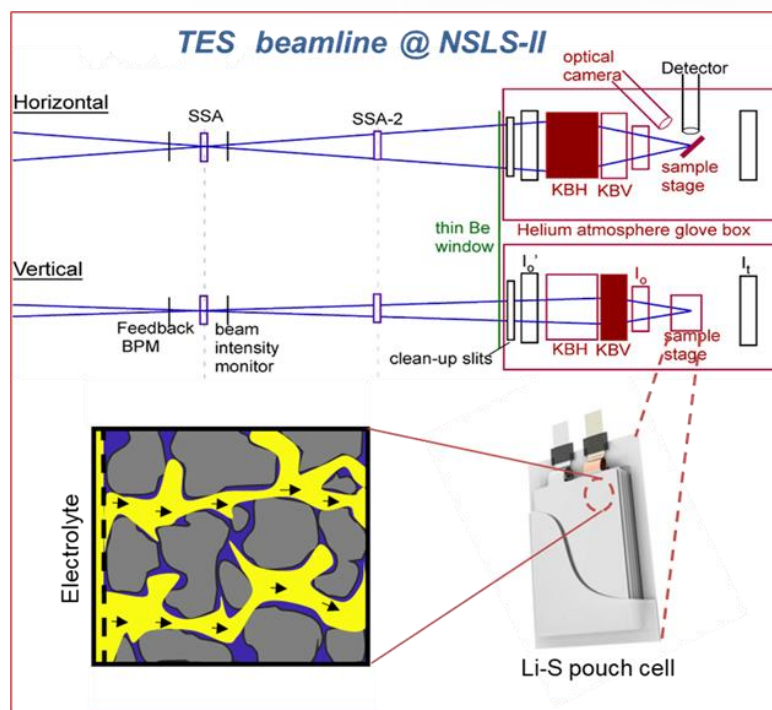 TES beamline @ NSLS-II
optical
camera
Detector
Horizontal
SSA
SSA-2
KBH
KBV
sample
stage
thin Be
window
Helium atmosphere glove box
Vertical
Iₒ'
Iₒ
Iₜ
Feedback
BPM
beam
intensity
monitor
clean-up slits
KBH
KBV
sample
stage
Electrolyte
Li-S pouch cell